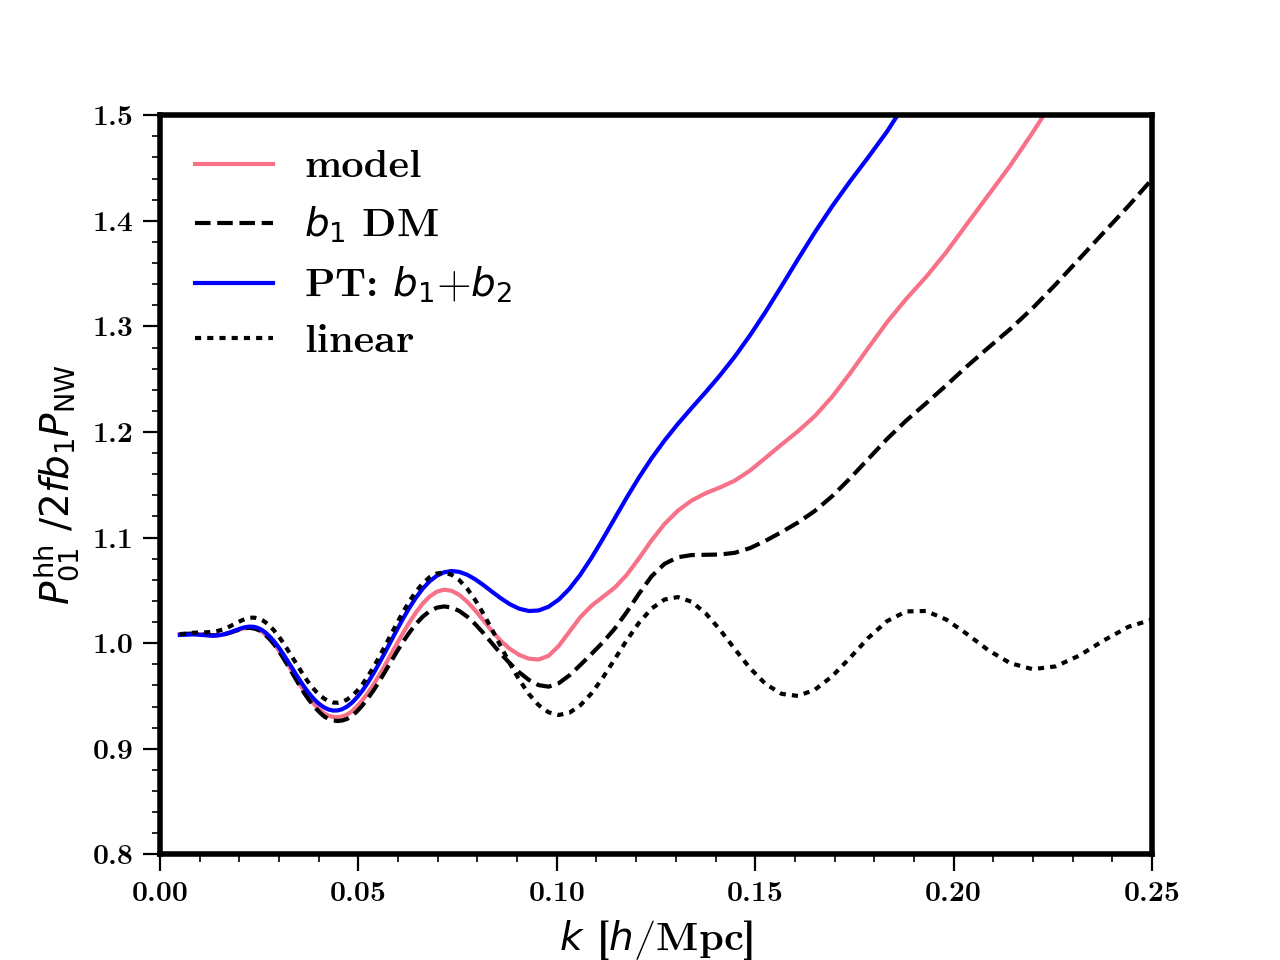 model
b₁ DM
PT: b₁+b₂
linear
P₀₁ʰʰ /2fb₁P_NW
1.5
1.4
1.3
1.2
1.1
1.0
0.9
0.8
0.00 0.05 0.10 0.15 0.20 0.25
k [h/Mpc]